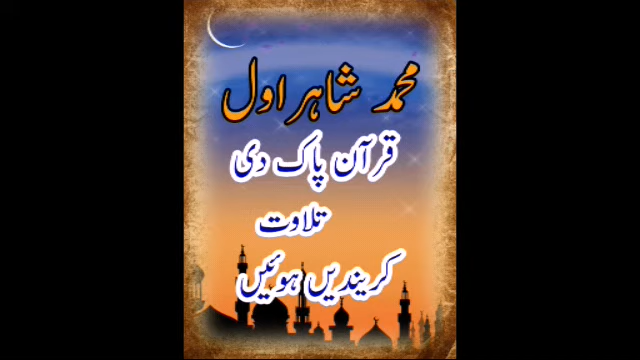 محمد شاہر اول
قرآن پاک دی
تلاوت
کریندیں ہوئیں